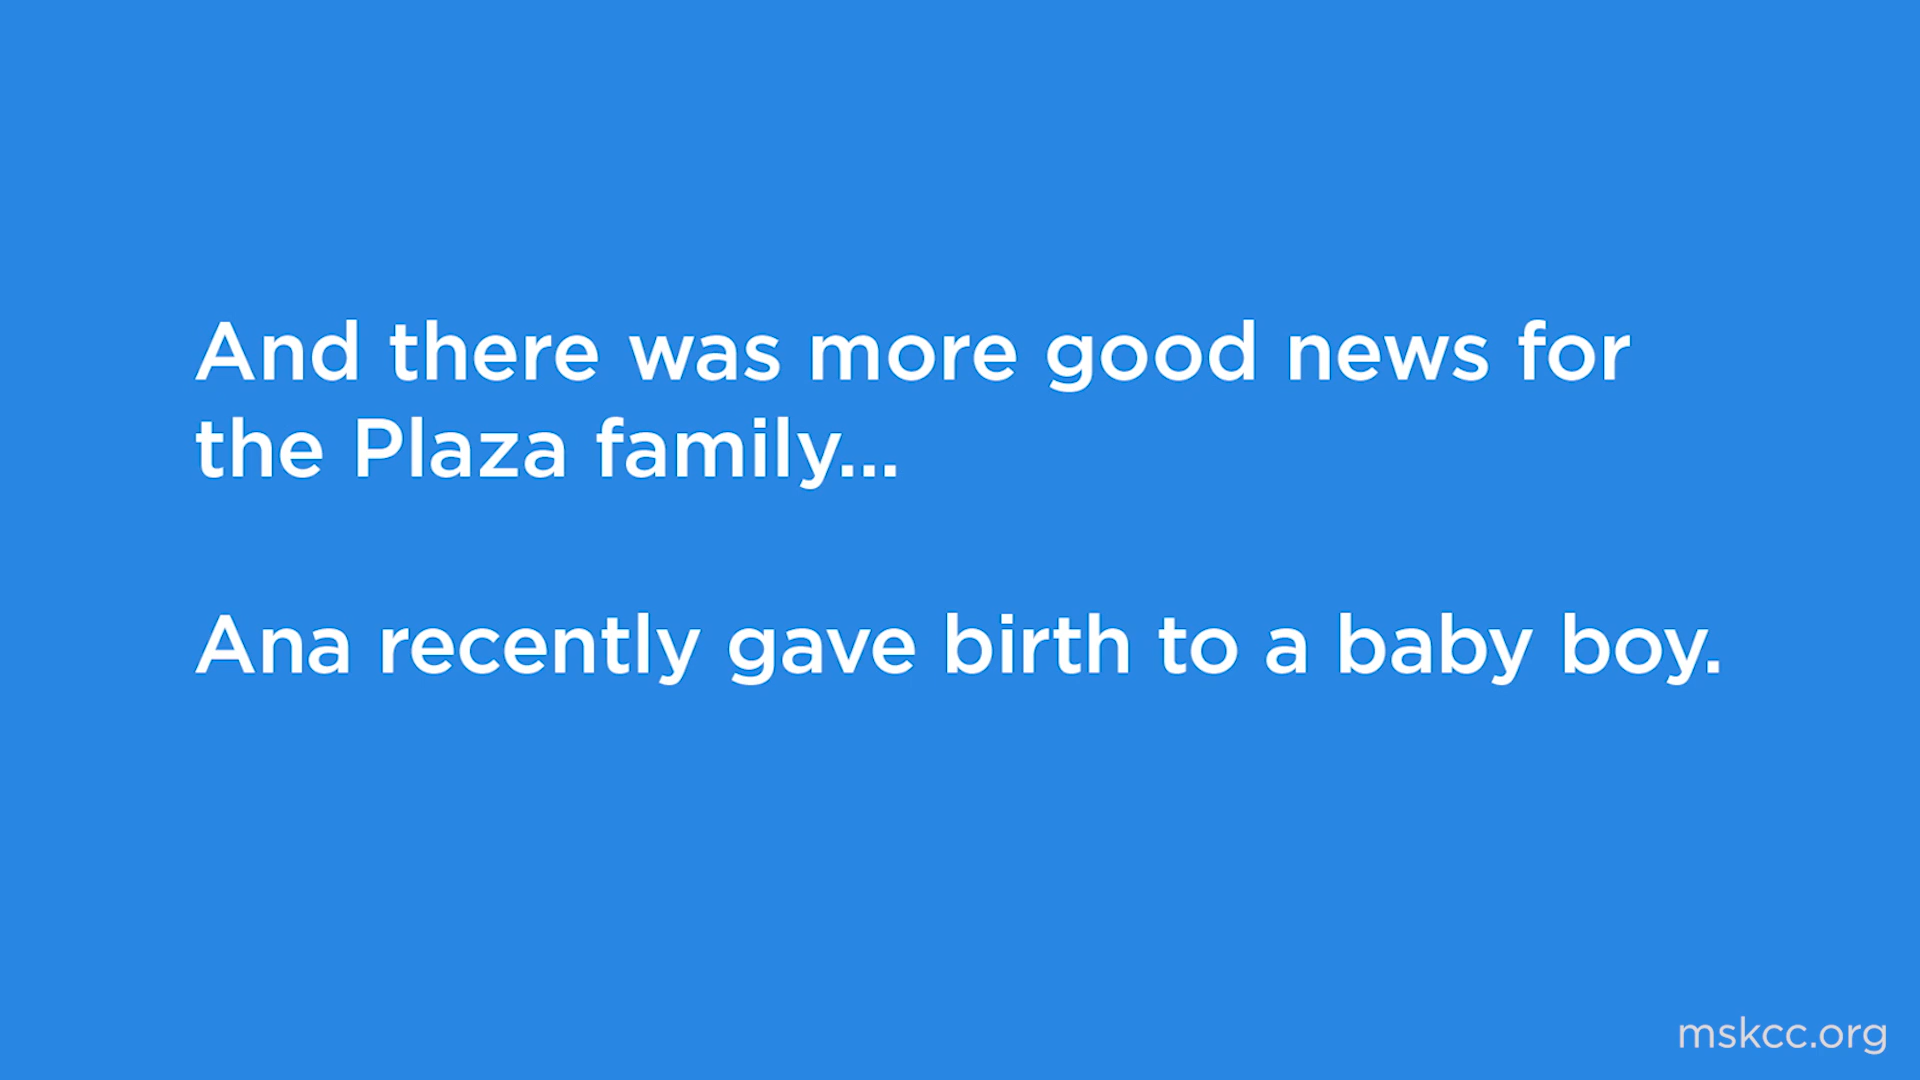 And there was more good news for
the Plaza family...
Ana recently gave birth to a baby boy.
mskcc.org